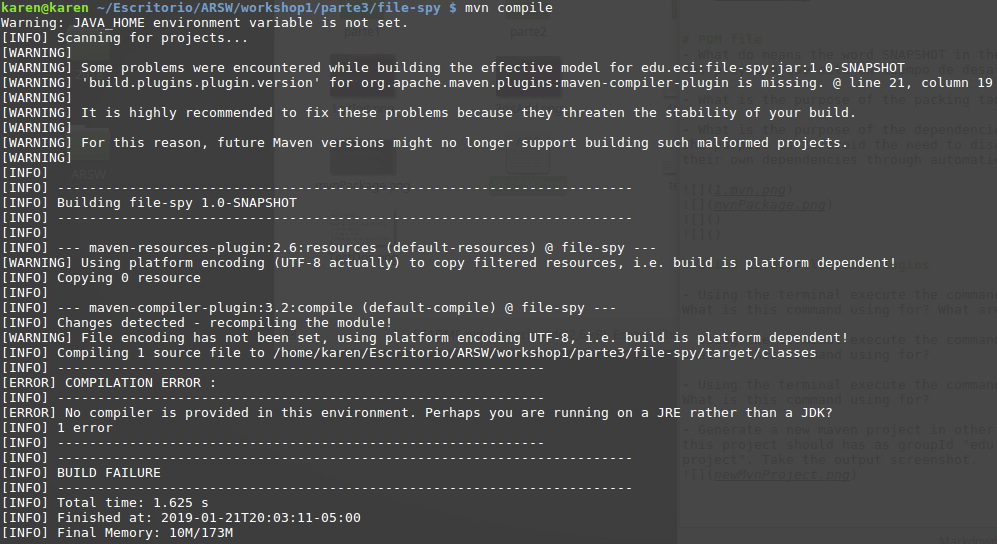 karen@karen ~/Escritorio/ARSW/workshop1/parte3/file-spy $ mvn compile
Warning: JAVA_HOME environment variable is not set.
[INFO] Scanning for projects...
[WARNING]
[WARNING] Some problems were encountered while building the effective model for edu.eci:file-spy:jar:1.0-SNAPSHOT
[WARNING] 'build.plugins.plugin.version' for org.apache.maven.plugins:maven-compiler-plugin is missing. @ line 21, column 19
[WARNING]
[WARNING] It is highly recommended to fix these problems because they threaten the stability of your build.
[WARNING]
[WARNING] For this reason, future Maven versions might no longer support building such malformed projects.
[WARNING]
[INFO]
[INFO] ------------------------------------------------------------------------
[INFO] Building file-spy 1.0-SNAPSHOT
[INFO] ------------------------------------------------------------------------
[INFO]
[INFO] --- maven-resources-plugin:2.6:resources (default-resources) @ file-spy ---
[WARNING] Using platform encoding (UTF-8 actually) to copy filtered resources, i.e. build is platform dependent!
[INFO] Copying 0 resource
[INFO]
[INFO] --- maven-compiler-plugin:3.2:compile (default-compile) @ file-spy ---
[INFO] Changes detected - recompiling the module!
[WARNING] File encoding has not been set, using platform encoding UTF-8, i.e. build is platform dependent!
[INFO] Compiling 1 source file to /home/karen/Escritorio/ARSW/workshop1/parte3/file-spy/target/classes
[INFO] -------------------------------------------------------------
[ERROR] COMPILATION ERROR :
[INFO] -------------------------------------------------------------
[ERROR] No compiler is provided in this environment. Perhaps you are running on a JRE rather than a JDK?
[INFO] 1 error
[INFO] -------------------------------------------------------------
[INFO] ------------------------------------------------------------------------
[INFO] BUILD FAILURE
[INFO] ------------------------------------------------------------------------
[INFO] Total time: 1.625 s
[INFO] Finished at: 2019-01-21T20:03:11-05:00
[INFO] Final Memory: 10M/173M